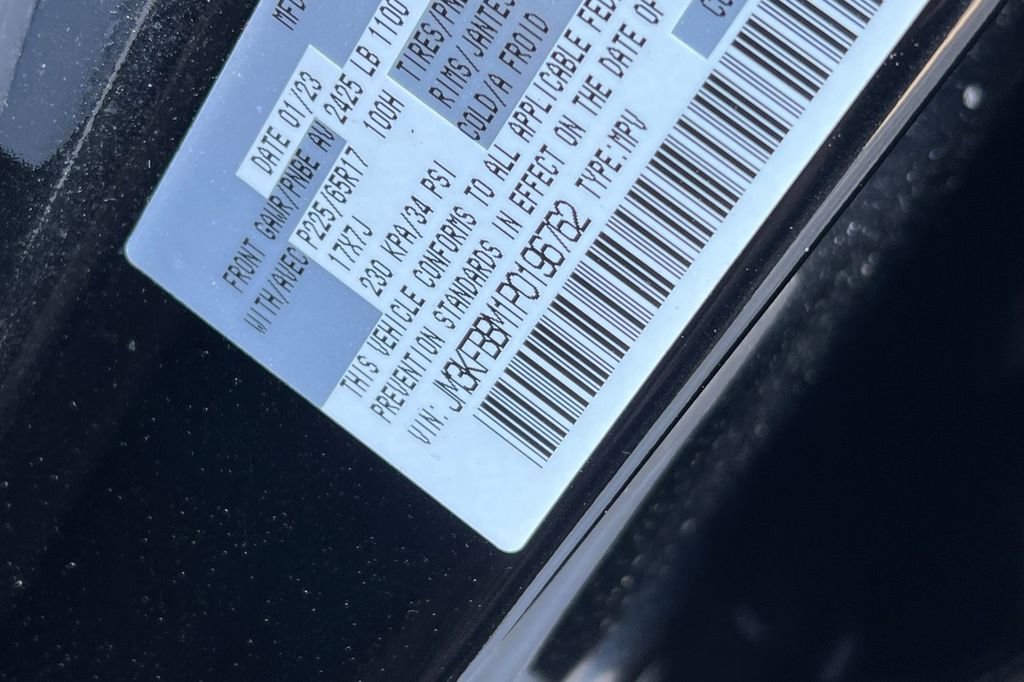 MFD
DATE 01/23
FRONT GAWR/PNBE AV 2425 LB 1100
WITH/AVEC P225/65R17 100H
17X7J
TIRES/PNE
RIMS/JANTES
230 KPA/34 PSI COLD/A FROID
THIS VEHICLE CONFORMS TO ALL APPLICABLE FED
PREVENTION STANDARDS IN EFFECT ON THE DATE OF
VIN: JM3KFBBM1P0196762 TYPE:MPV
CO